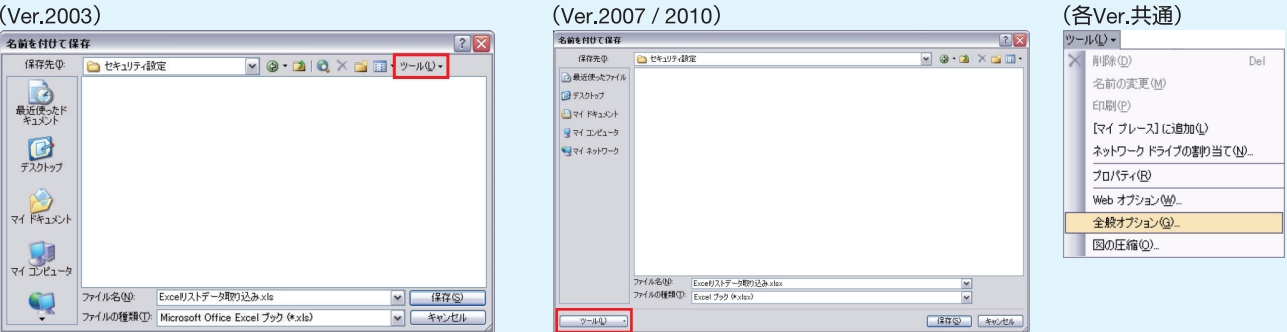 (Ver.2003)
名前を付けて保存
保存先(I):
セキュリティ設定
ツール(L)
最近使ったドキュメント
デスクトップ
マイ ドキュメント
マイ コンピュータ
ファイル名(N):
Excelリストデータ取り込み.xls
保存(S)
ファイルの種類(T):
Microsoft Office Excel ブック (*.xls)
キャンセル
(Ver.2007 / 2010)
名前を付けて保存
保存先(I):
セキュリティ設定
最近使ったファイル
デスクトップ
マイ ドキュメント
マイ コンピュータ
マイ ネットワーク
ファイル名(N):
Excelリストデータ取り込み.xlsx
ファイルの種類(T):
Excel ブック (*.xlsx)
ツール(L)
保存(S)
キャンセル
(各Ver.共通)
ツール(L)
削除(D) Del
名前の変更(M)
印刷(P)
[マイ プレース] に追加(L)
ネットワーク ドライブの割り当て(N)...
プロパティ(R)
Web オプション(W)...
全般オプション(G)...
図の圧縮(O)...